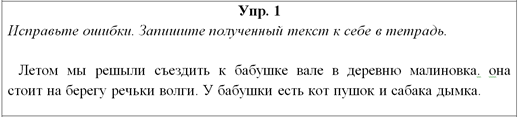 Упр. 1
Исправьте ошибки. Запишите полученный текст к себе в тетрадь.
Летом мы решыли съездить к бабушке вале в деревню малиновка. она
стоит на берегу речьки волги. У бабушки есть кот пушок и сабака дымка.